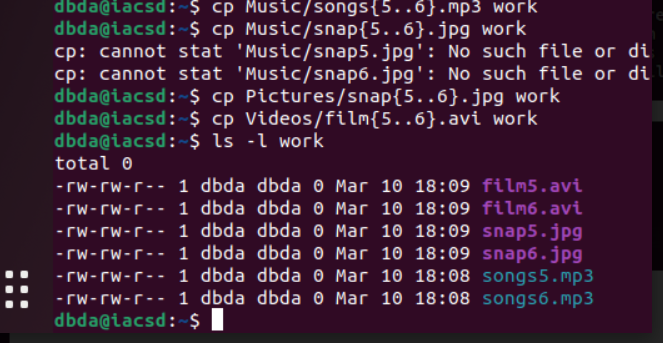 dbda@iacsd:~$ cp Music/songs{5..6}.mp3 work
dbda@iacsd:~$ cp Music/snap{5..6}.jpg work
cp: cannot stat 'Music/snap5.jpg': No such file or di
cp: cannot stat 'Music/snap6.jpg': No such file or di
dbda@iacsd:~$ cp Pictures/snap{5..6}.jpg work
dbda@iacsd:~$ cp Videos/film{5..6}.avi work
dbda@iacsd:~$ ls -l work
total 0
-rw-rw-r-- 1 dbda dbda 0 Mar 10 18:09 film5.avi
-rw-rw-r-- 1 dbda dbda 0 Mar 10 18:09 film6.avi
-rw-rw-r-- 1 dbda dbda 0 Mar 10 18:09 snap5.jpg
-rw-rw-r-- 1 dbda dbda 0 Mar 10 18:09 snap6.jpg
-rw-rw-r-- 1 dbda dbda 0 Mar 10 18:08 songs5.mp3
-rw-rw-r-- 1 dbda dbda 0 Mar 10 18:08 songs6.mp3
dbda@iacsd:~$